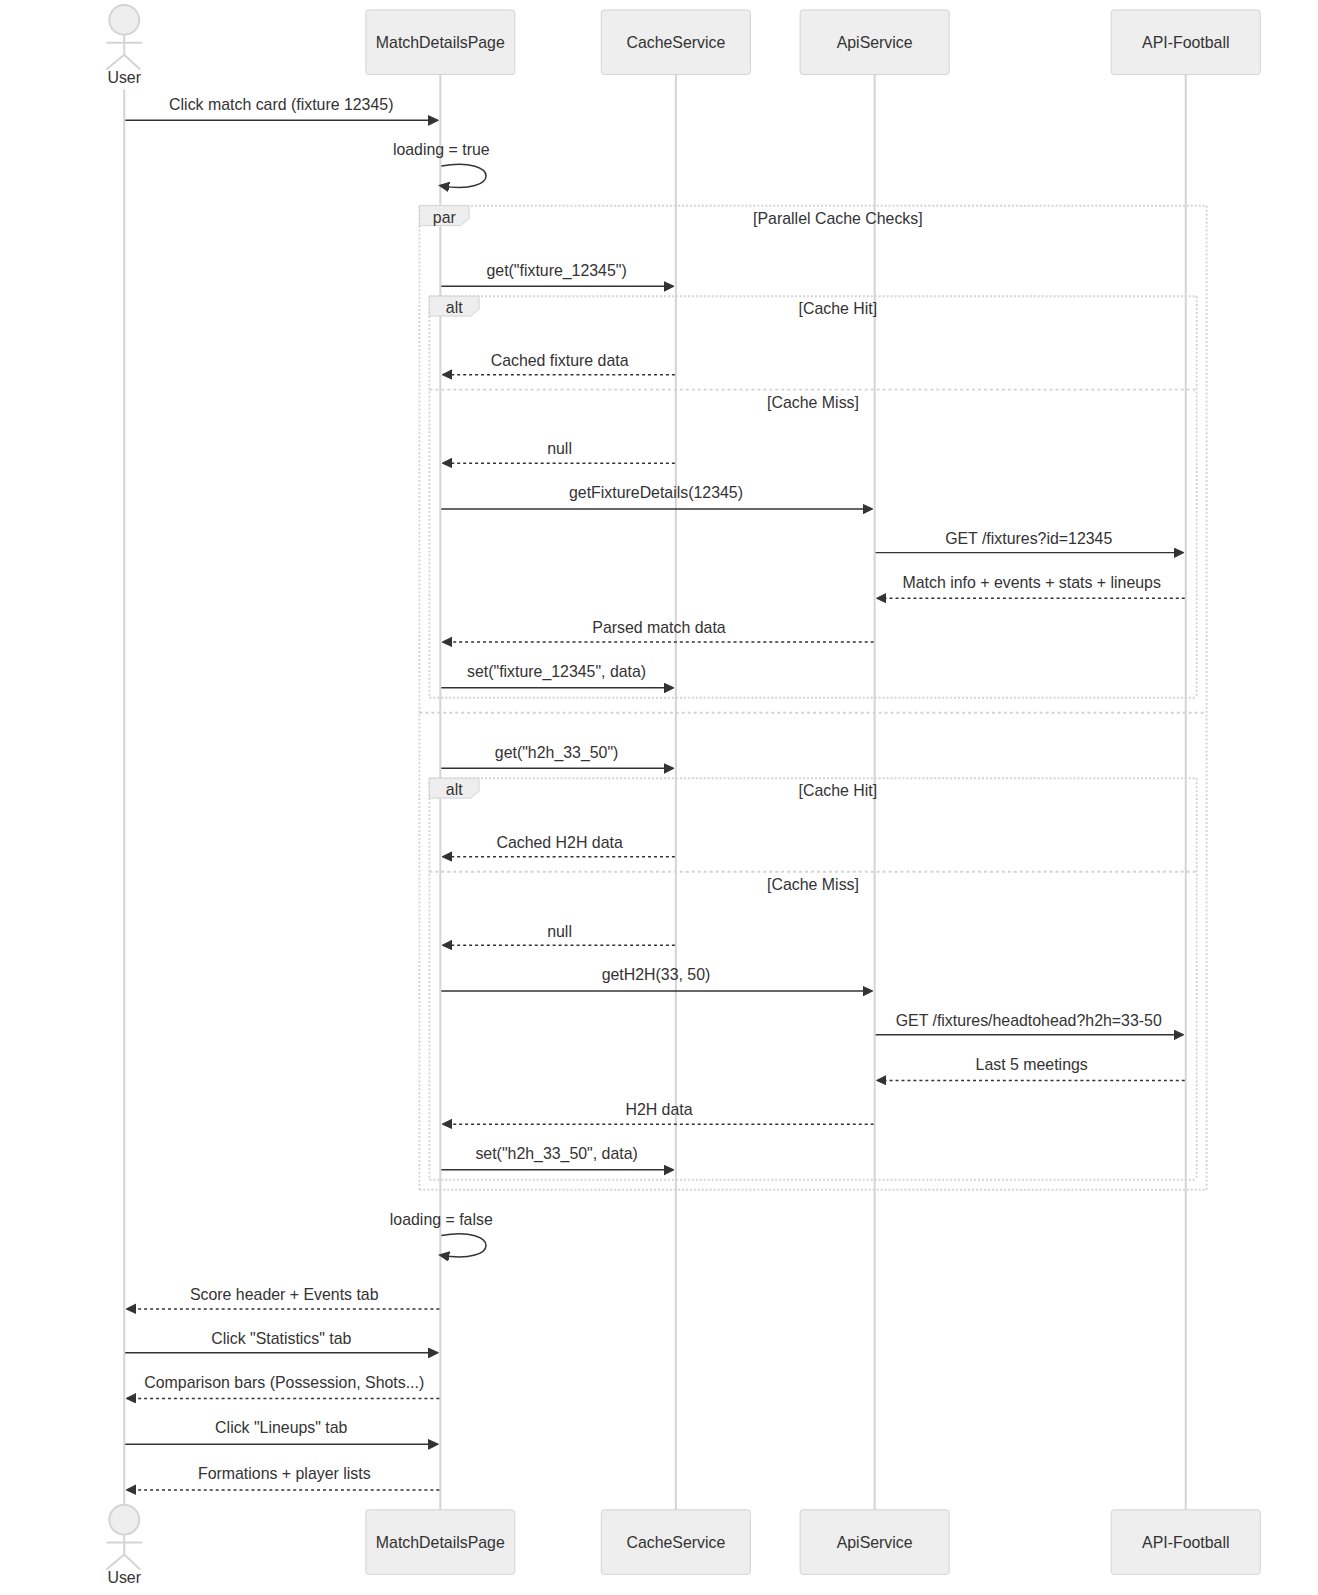 User
MatchDetailsPage
CacheService
ApiService
API-Football
Click match card (fixture 12345)
loading = true
par
[Parallel Cache Checks]
get("fixture_12345")
alt
[Cache Hit]
Cached fixture data
[Cache Miss]
null
getFixtureDetails(12345)
GET /fixtures?id=12345
Match info + events + stats + lineups
Parsed match data
set("fixture_12345", data)
get("h2h_33_50")
alt
[Cache Hit]
Cached H2H data
[Cache Miss]
null
getH2H(33, 50)
GET /fixtures/headtohead?h2h=33-50
Last 5 meetings
H2H data
set("h2h_33_50", data)
loading = false
Score header + Events tab
Click "Statistics" tab
Comparison bars (Possession, Shots...)
Click "Lineups" tab
Formations + player lists
User
MatchDetailsPage
CacheService
ApiService
API-Football